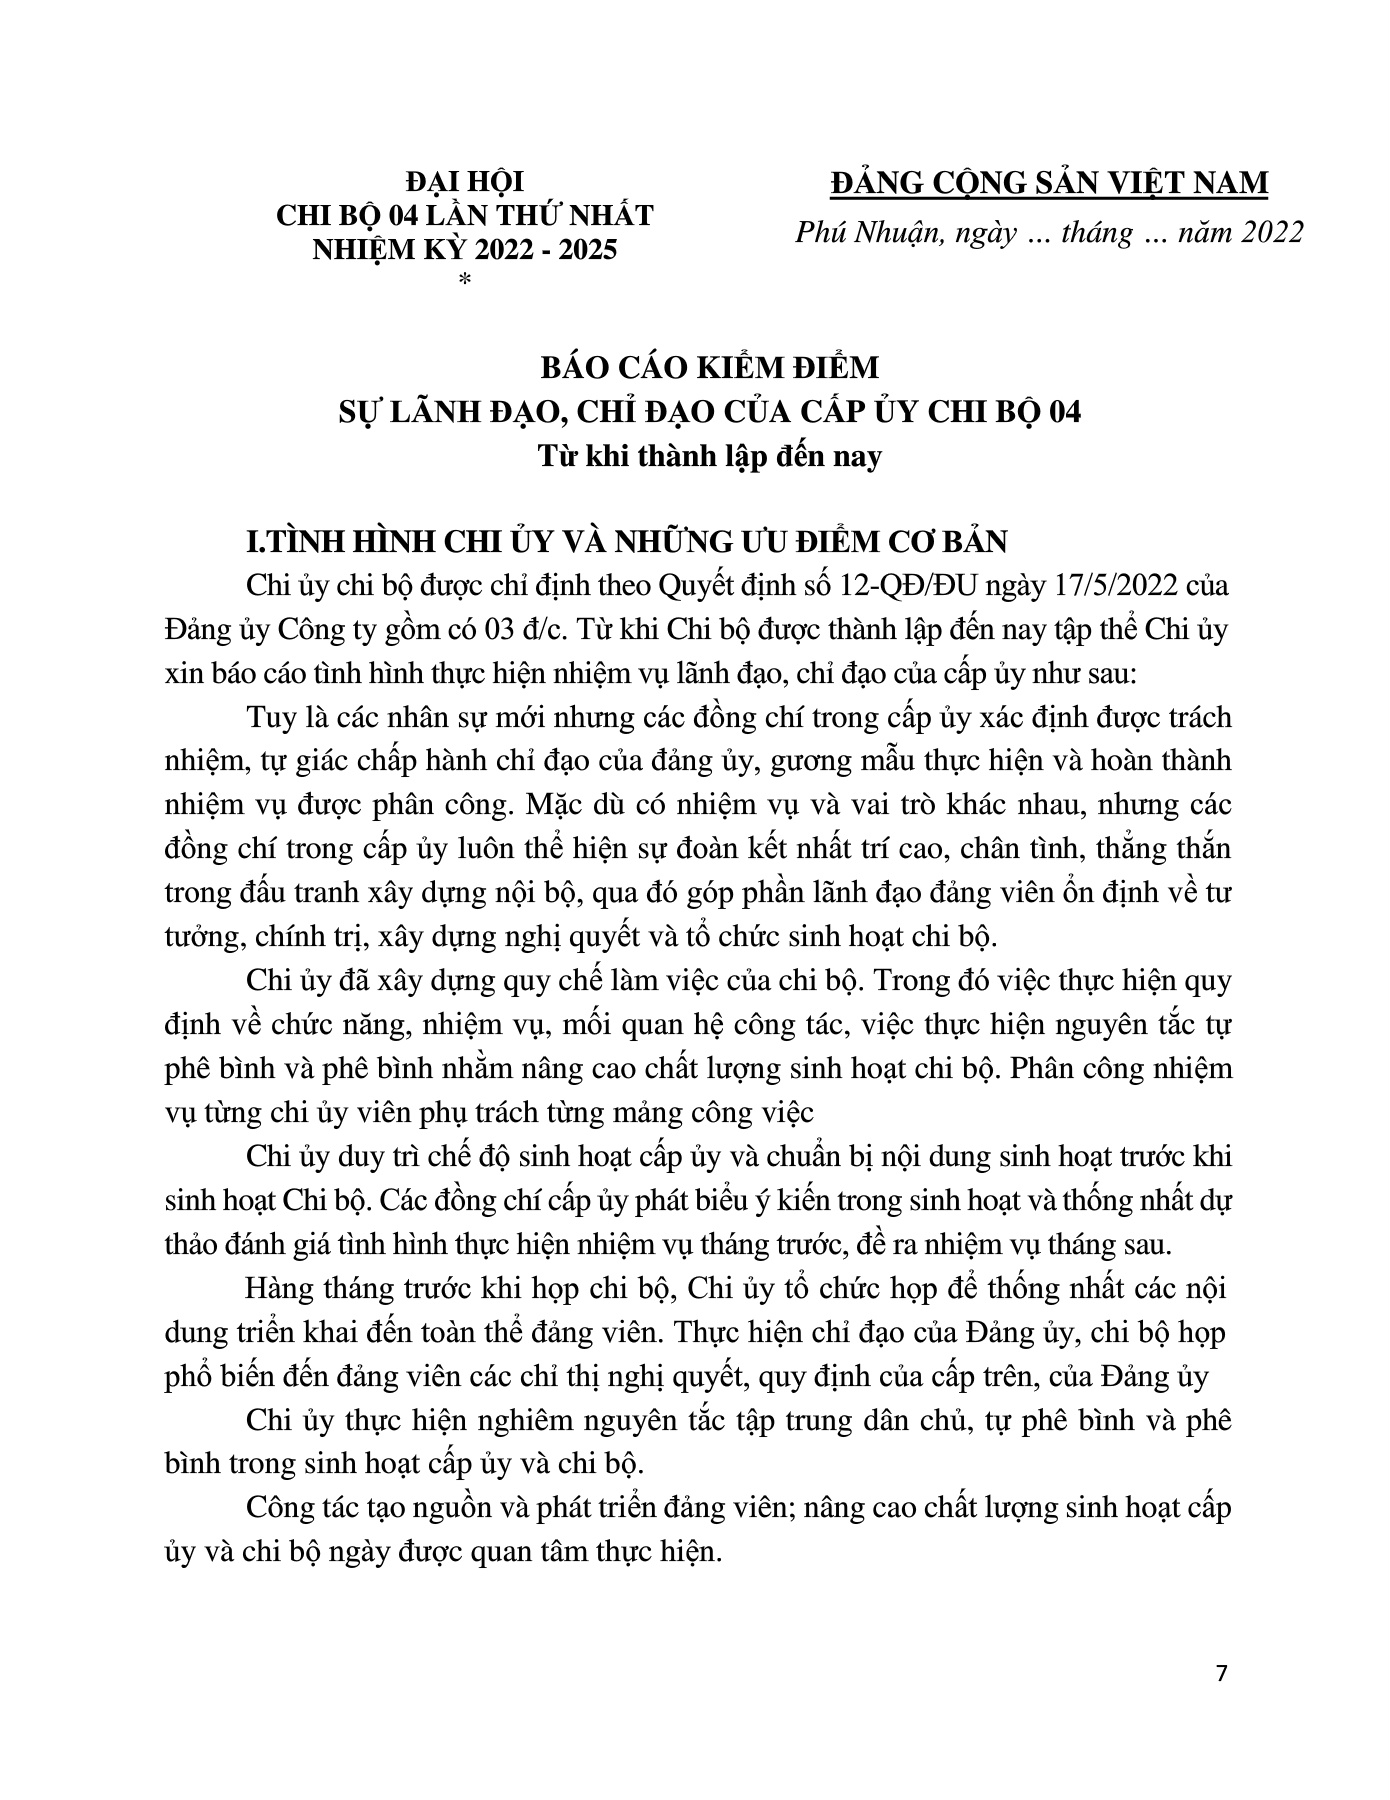 ĐẠI HỘI
CHI BỘ 04 LẦN THỨ NHẤT
NHIỆM KỲ 2022 - 2025
*
ĐẢNG CỘNG SẢN VIỆT NAM
Phú Nhuận, ngày ... tháng ... năm 2022
BÁO CÁO KIỂM ĐIỂM
SỰ LÃNH ĐẠO, CHỈ ĐẠO CỦA CẤP ỦY CHI BỘ 04
Từ khi thành lập đến nay
I.TÌNH HÌNH CHI ỦY VÀ NHỮNG ƯU ĐIỂM CƠ BẢN
Chi ủy chi bộ được chỉ định theo Quyết định số 12-QĐ/ĐU ngày 17/5/2022 của
Đảng ủy Công ty gồm có 03 đ/c. Từ khi Chi bộ được thành lập đến nay tập thể Chi ủy
xin báo cáo tình hình thực hiện nhiệm vụ lãnh đạo, chỉ đạo của cấp ủy như sau:
Tuy là các nhân sự mới nhưng các đồng chí trong cấp ủy xác định được trách
nhiệm, tự giác chấp hành chỉ đạo của đảng ủy, gương mẫu thực hiện và hoàn thành
nhiệm vụ được phân công. Mặc dù có nhiệm vụ và vai trò khác nhau, nhưng các
đồng chí trong cấp ủy luôn thể hiện sự đoàn kết nhất trí cao, chân tình, thẳng thắn
trong đấu tranh xây dựng nội bộ, qua đó góp phần lãnh đạo đảng viên ổn định về tư
tưởng, chính trị, xây dựng nghị quyết và tổ chức sinh hoạt chi bộ.
Chi ủy đã xây dựng quy chế làm việc của chi bộ. Trong đó việc thực hiện quy
định về chức năng, nhiệm vụ, mối quan hệ công tác, việc thực hiện nguyên tắc tự
phê bình và phê bình nhằm nâng cao chất lượng sinh hoạt chi bộ. Phân công nhiệm
vụ từng chi ủy viên phụ trách từng mảng công việc
Chi ủy duy trì chế độ sinh hoạt cấp ủy và chuẩn bị nội dung sinh hoạt trước khi
sinh hoạt Chi bộ. Các đồng chí cấp ủy phát biểu ý kiến trong sinh hoạt và thống nhất dự
thảo đánh giá tình hình thực hiện nhiệm vụ tháng trước, đề ra nhiệm vụ tháng sau.
Hàng tháng trước khi họp chi bộ, Chi ủy tổ chức họp để thống nhất các nội
dung triển khai đến toàn thể đảng viên. Thực hiện chỉ đạo của Đảng ủy, chi bộ họp
phổ biến đến đảng viên các chỉ thị nghị quyết, quy định của cấp trên, của Đảng ủy
Chi ủy thực hiện nghiêm nguyên tắc tập trung dân chủ, tự phê bình và phê
bình trong sinh hoạt cấp ủy và chi bộ.
Công tác tạo nguồn và phát triển đảng viên; nâng cao chất lượng sinh hoạt cấp
ủy và chi bộ ngày được quan tâm thực hiện.
7